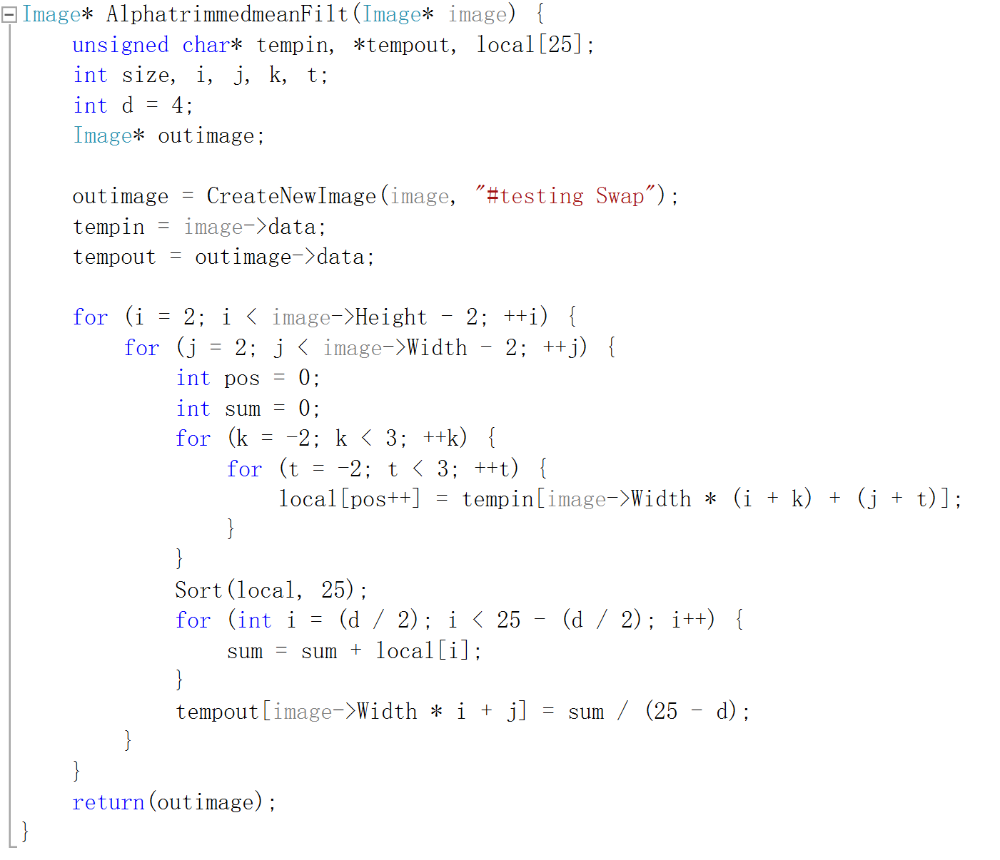 Image* AlphatrimmedmeanFilt(Image* image) {
    unsigned char* tempin, *tempout, local[25];
    int size, i, j, k, t;
    int d = 4;
    Image* outimage;

    outimage = CreateNewImage(image, "#testing Swap");
    tempin = image->data;
    tempout = outimage->data;

    for (i = 2; i < image->Height - 2; ++i) {
        for (j = 2; j < image->Width - 2; ++j) {
            int pos = 0;
            int sum = 0;
            for (k = -2; k < 3; ++k) {
                for (t = -2; t < 3; ++t) {
                    local[pos++] = tempin[image->Width * (i + k) + (j + t)];
                }
            }
            Sort(local, 25);
            for (int i = (d / 2); i < 25 - (d / 2); i++) {
                sum = sum + local[i];
            }
            tempout[image->Width * i + j] = sum / (25 - d);
        }
    }
    return(outimage);
}